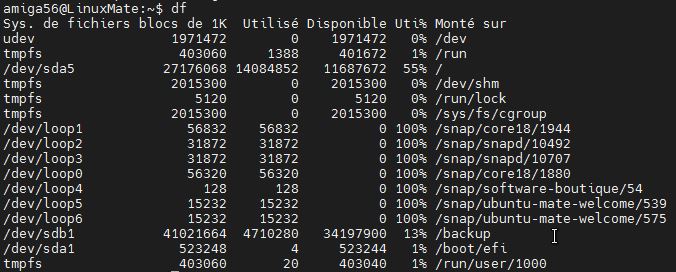 amiga56@LinuxMate:~$ df
Sys. de fichiers blocs de 1K Utilisé Disponible Uti% Monté sur
udev 1971472 0 1971472 0% /dev
tmpfs 403060 1388 401672 1% /run
/dev/sda5 27176068 14084852 11687672 55% /
tmpfs 2015300 0 2015300 0% /dev/shm
tmpfs 5120 0 5120 0% /run/lock
tmpfs 2015300 0 2015300 0% /sys/fs/cgroup
/dev/loop1 56832 56832 0 100% /snap/core18/1944
/dev/loop2 31872 31872 0 100% /snap/snapd/10492
/dev/loop3 31872 31872 0 100% /snap/snapd/10707
/dev/loop0 56320 56320 0 100% /snap/core18/1880
/dev/loop4 128 128 0 100% /snap/software-boutique/54
/dev/loop5 15232 15232 0 100% /snap/ubuntu-mate-welcome/539
/dev/loop6 15232 15232 0 100% /snap/ubuntu-mate-welcome/575
/dev/sdb1 41021664 4710280 34197900 13% /backup
/dev/sda1 523248 4 523244 1% /boot/efi
tmpfs 403060 20 403040 1% /run/user/1000